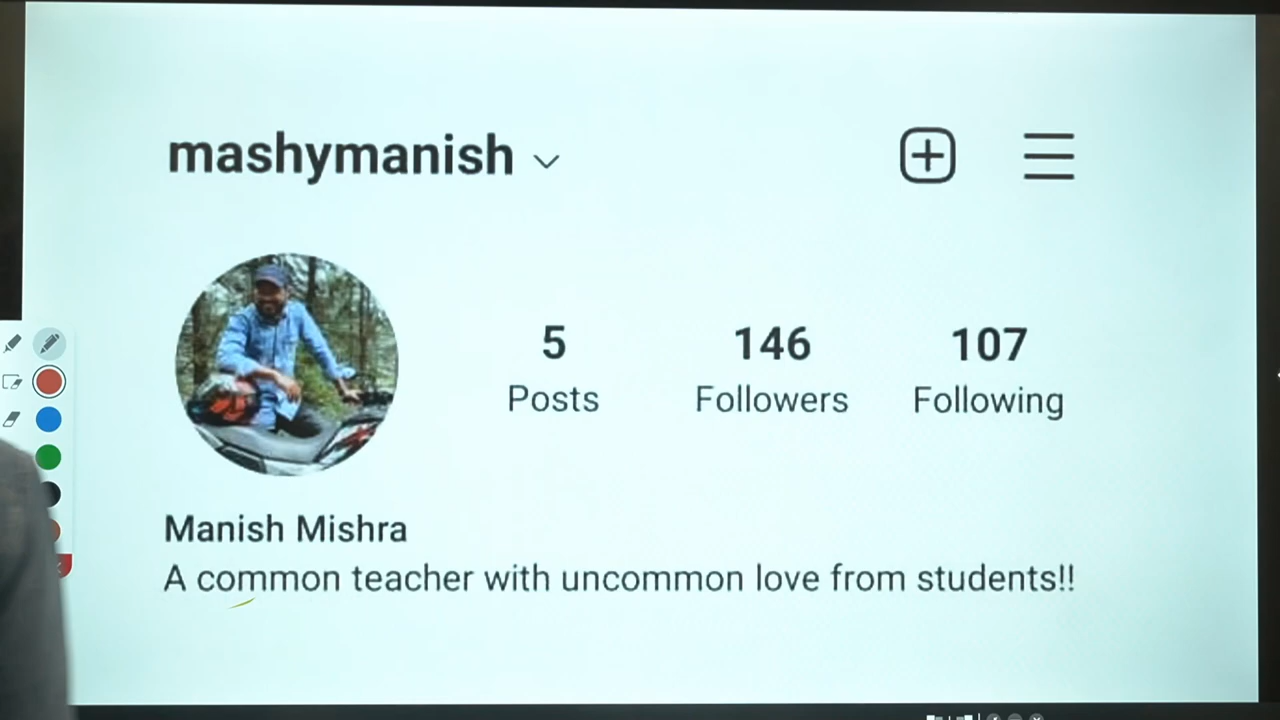 mashymanish
5 146 107
Posts Followers Following
Manish Mishra
A common teacher with uncommon love from students!!